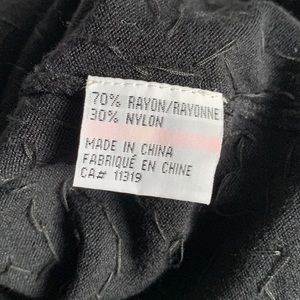 70% RAYON/RAYONNE
30% NYLON
MADE IN CHINA
FABRIQUÉ EN CHINE
CA# 11319